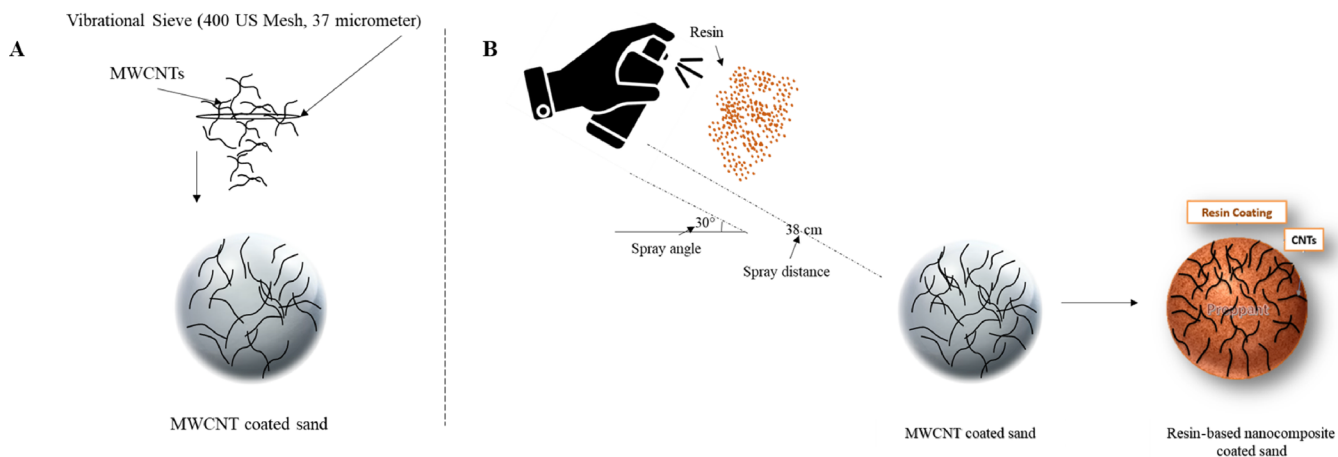 Vibrational Sieve (400 US Mesh, 37 micrometer)
A
MWCNTs
MWCNT coated sand
B
Resin
30°
Spray angle
38 cm
Spray distance
MWCNT coated sand
Resin Coating
CNTs
Proppant
Resin-based nanocomposite
coated sand